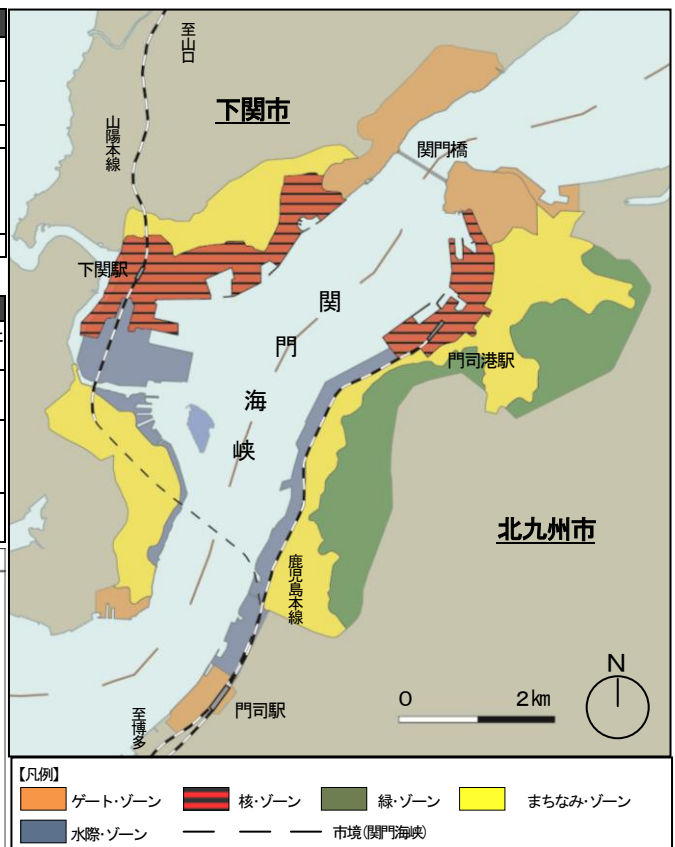 至山口
下関市
山陽本線
関門橋
下関駅
関門海峡
門司港駅
北九州市
鹿児島本線
N
0 2km
門司駅
至博多
【凡例】
ゲート・ゾーン 核・ゾーン 緑・ゾーン まちなみ・ゾーン
水際・ゾーン 市境(関門海峡)